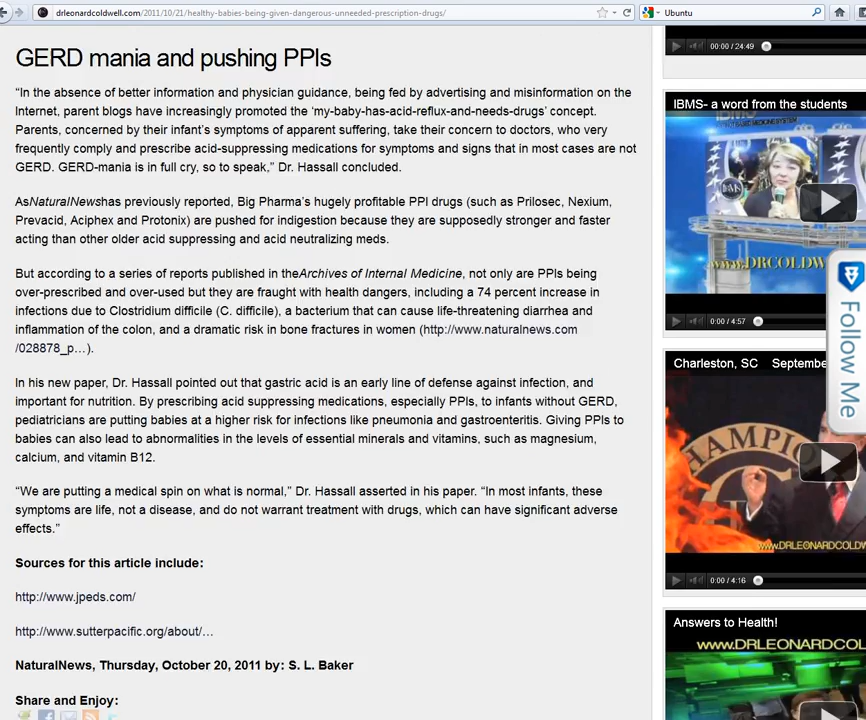 drleonardcoldwell.com/2011/10/21/healthy-babies-being-given-dangerous-unneeded-prescription-drugs/
Ubuntu
GERD mania and pushing PPIs
“In the absence of better information and physician guidance, being fed by advertising and misinformation on the
Internet, parent blogs have increasingly promoted the ‘my-baby-has-acid-reflux-and-needs-drugs’ concept.
Parents, concerned by their infant’s symptoms of apparent suffering, take their concern to doctors, who very
frequently comply and prescribe acid-suppressing medications for symptoms and signs that in most cases are not
GERD. GERD-mania is in full cry, so to speak,” Dr. Hassall concluded.
AsNaturalNewshas previously reported, Big Pharma’s hugely profitable PPI drugs (such as Prilosec, Nexium,
Prevacid, Aciphex and Protonix) are pushed for indigestion because they are supposedly stronger and faster
acting than other older acid suppressing and acid neutralizing meds.
But according to a series of reports published in theArchives of Internal Medicine, not only are PPIs being
over-prescribed and over-used but they are fraught with health dangers, including a 74 percent increase in
infections due to Clostridium difficile (C. difficile), a bacterium that can cause life-threatening diarrhea and
inflammation of the colon, and a dramatic risk in bone fractures in women (http://www.naturalnews.com
/028878_p…).
In his new paper, Dr. Hassall pointed out that gastric acid is an early line of defense against infection, and
important for nutrition. By prescribing acid suppressing medications, especially PPIs, to infants without GERD,
pediatricians are putting babies at a higher risk for infections like pneumonia and gastroenteritis. Giving PPIs to
babies can also lead to abnormalities in the levels of essential minerals and vitamins, such as magnesium,
calcium, and vitamin B12.
“We are putting a medical spin on what is normal,” Dr. Hassall asserted in his paper. “In most infants, these
symptoms are life, not a disease, and do not warrant treatment with drugs, which can have significant adverse
effects.”
Sources for this article include:
http://www.jpeds.com/
http://www.sutterpacific.org/about/…
NaturalNews, Thursday, October 20, 2011 by: S. L. Baker
Share and Enjoy:
00:00 / 24:49
IBMS- a word from the students
IBMS
WWW.DRCOLDW
0:00 / 4:57
Follow Me
Charleston, SC Septembe
CHAMPIO
WWW.DRLEONARDCOLDW
0:00 / 4:16
Answers to Health!
WWW.DRLEONARDCOL